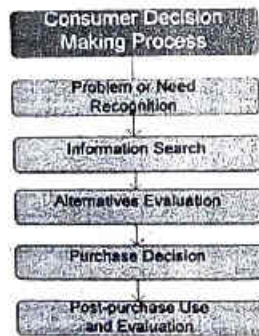 Consumer Decision
Making Process
Problem or Need
Recognition
Information Search
Alternatives Evaluation
Purchase Decision
Post-purchase Use
and Evaluation